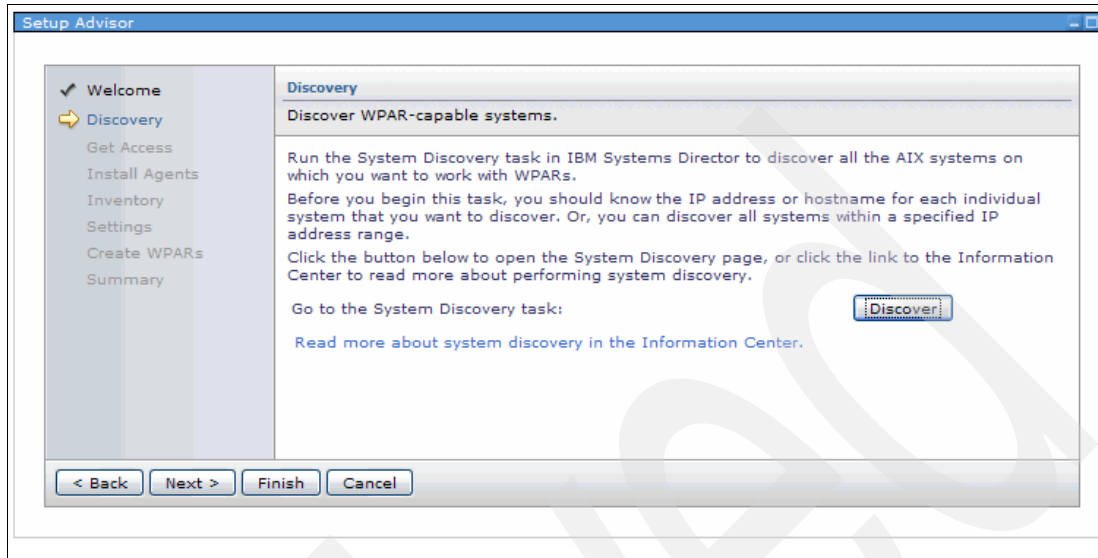 Setup Advisor
Welcome
Discovery
Get Access
Install Agents
Inventory
Settings
Create WPARs
Summary
Discovery
Discover WPAR-capable systems.
Run the System Discovery task in IBM Systems Director to discover all the AIX systems on
which you want to work with WPARs.
Before you begin this task, you should know the IP address or hostname for each individual
system that you want to discover. Or, you can discover all systems within a specified IP
address range.
Click the button below to open the System Discovery page, or click the link to the Information
Center to read more about performing system discovery.
Go to the System Discovery task: Discover
Read more about system discovery in the Information Center.
< Back Next > Finish Cancel